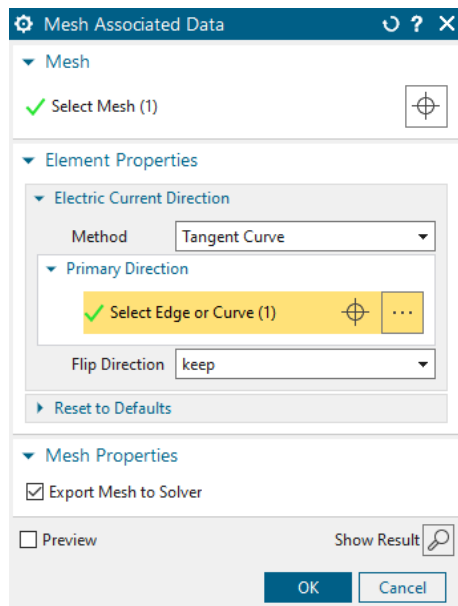 Mesh Associated Data
Mesh
Select Mesh (1)
Element Properties
Electric Current Direction
Method Tangent Curve
Primary Direction
Select Edge or Curve (1) ...
Flip Direction keep
Reset to Defaults
Mesh Properties
Export Mesh to Solver
Preview Show Result
OK Cancel